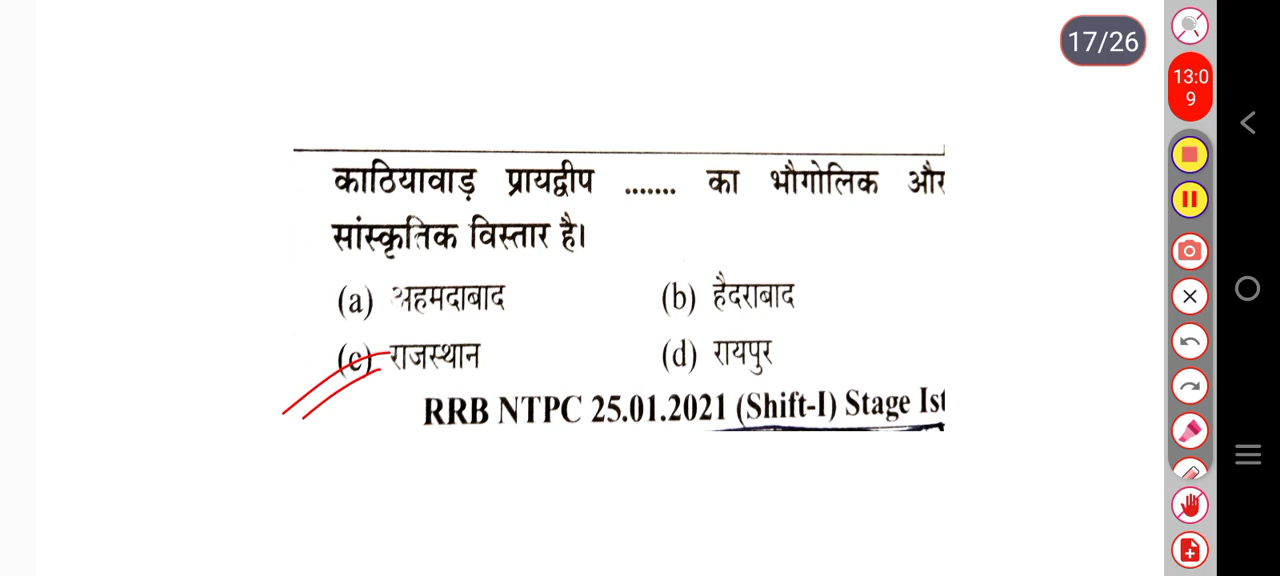 17/26
13:0
9
काठियावाड़ प्रायद्वीप ....... का भौगोलिक और
सांस्कृतिक विस्तार है।
(a) अहमदाबाद (b) हैदराबाद
(c) राजस्थान (d) रायपुर
RRB NTPC 25.01.2021 (Shift-I) Stage Ist